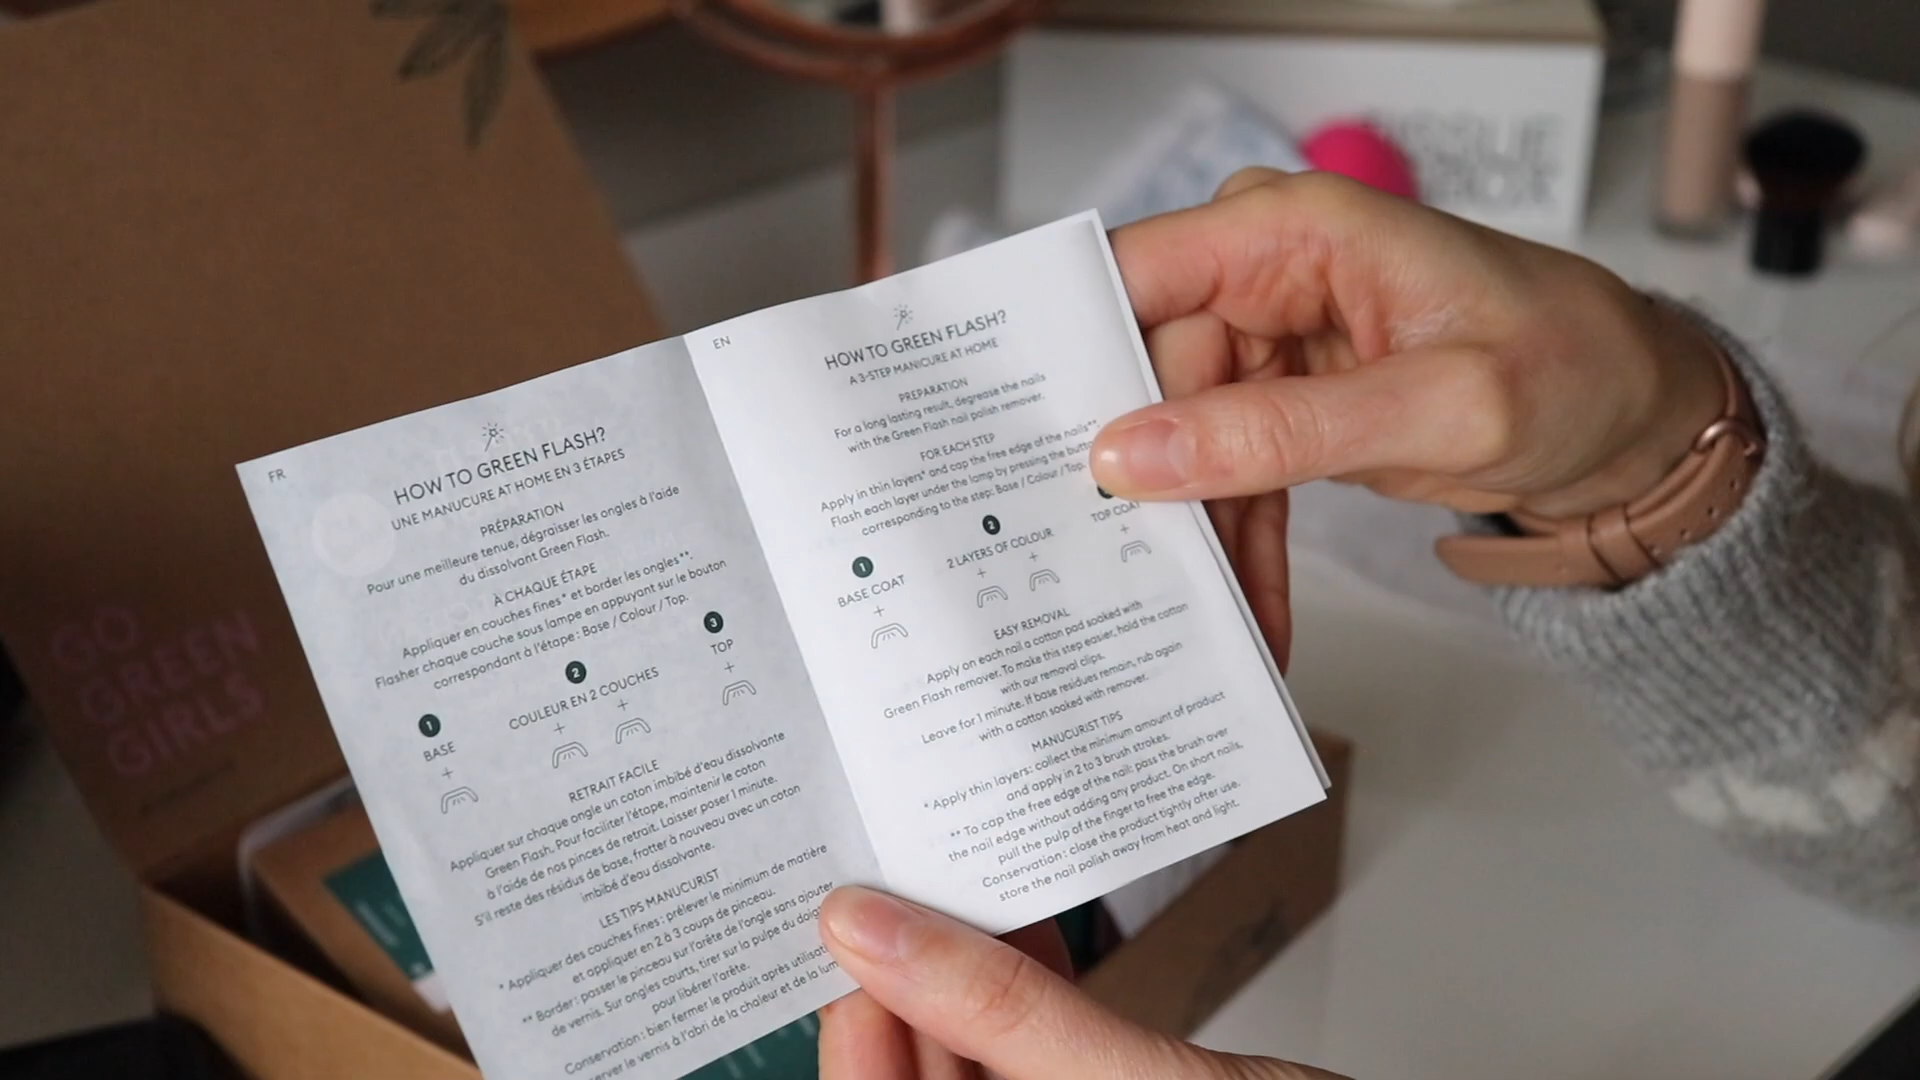 FR
HOW TO GREEN FLASH?
UNE MANUCURE AT HOME EN 3 ÉTAPES
PRÉPARATION
Pour une meilleure tenue, dégraisser les ongles à l'aide
du dissolvant Green Flash.
À CHAQUE ÉTAPE
Appliquer en couches fines* et border les ongles**.
Flasher chaque couche sous lampe en appuyant sur le bouton
correspondant à l'étape : Base / Colour / Top.
1
BASE
+
2
COULEUR EN 2 COUCHES
+ +
3
TOP
+
RETRAIT FACILE
Appliquer sur chaque ongle un coton imbibé d'eau dissolvante
Green Flash. Pour faciliter l'étape, maintenir le coton
à l'aide de nos pinces de retrait. Laisser poser 1 minute.
S'il reste des résidus de base, frotter à nouveau avec un coton
imbibé d'eau dissolvante.
LES TIPS MANUCURIST
* Appliquer des couches fines : prélever le minimum de matière
et appliquer en 2 à 3 coups de pinceau.
** Border : passer le pinceau sur l'arête de l'ongle sans ajouter
de vernis. Sur ongles courts, tirer sur la pulpe du
pour libérer l'arête.
Conservation : bien fermer le produit après
le vernis à l'abri de la chaleur et de la
EN
HOW TO GREEN FLASH?
A 3-STEP MANICURE AT HOME
PREPARATION
For a long lasting result, degrease the nails
with the Green Flash nail polish remover.
FOR EACH STEP
Apply in thin layers* and cap the free edge of the nails**.
Flash each layer under the lamp by pressing the
corresponding to the step: Base / Colour / Top.
1
BASE COAT
+
2
2 LAYERS OF COLOUR
+ +
TOP COAT
+
EASY REMOVAL
Apply on each nail a cotton pad soaked with
Green Flash remover. To make this step easier, hold the cotton
with our removal clips.
Leave for 1 minute. If base residues remain, rub again
with a cotton soaked with remover.
MANUCURIST TIPS
* Apply thin layers: collect the minimum amount of product
and apply in 2 to 3 brush strokes.
** To cap the free edge of the nail: pass the brush over
the nail edge without adding any product. On short nails,
pull the pulp of the finger to free the edge.
Conservation : close the product tightly after use.
store the nail polish away from heat and light.
GO
GREEN
GIRLS
TISSUE
BOX